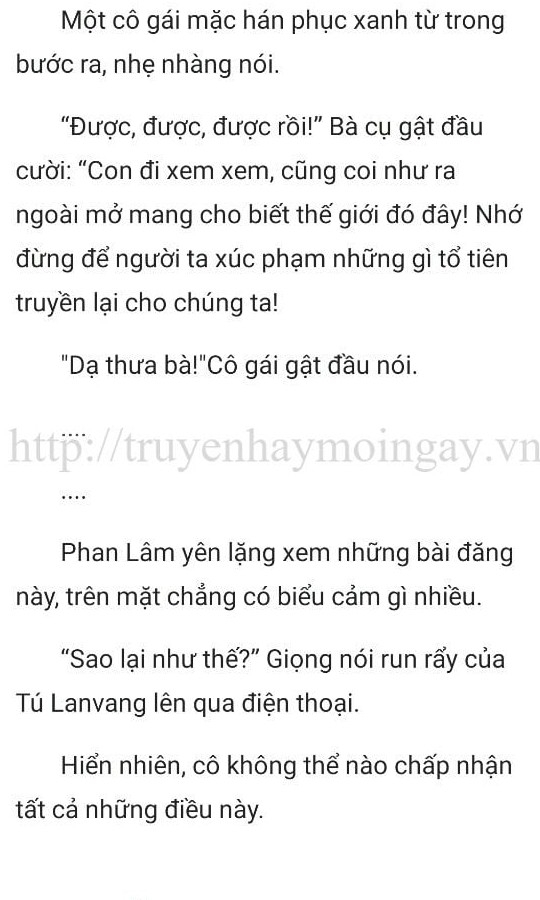 Một cô gái mặc hán phục xanh từ trong
bước ra, nhẹ nhàng nói.
“Được, được, được rồi!” Bà cụ gật đầu
cười: “Con đi xem xem, cũng coi như ra
ngoài mở mang cho biết thế giới đó đây! Nhớ
đừng để người ta xúc phạm những gì tổ tiên
truyền lại cho chúng ta!
"Dạ thưa bà!"Cô gái gật đầu nói.
....
http://truyenhaymoingay.vn
....
Phan Lâm yên lặng xem những bài đăng
này, trên mặt chẳng có biểu cảm gì nhiều.
“Sao lại như thế?” Giọng nói run rẩy của
Tú Lanvang lên qua điện thoại.
Hiển nhiên, cô không thể nào chấp nhận
tất cả những điều này.